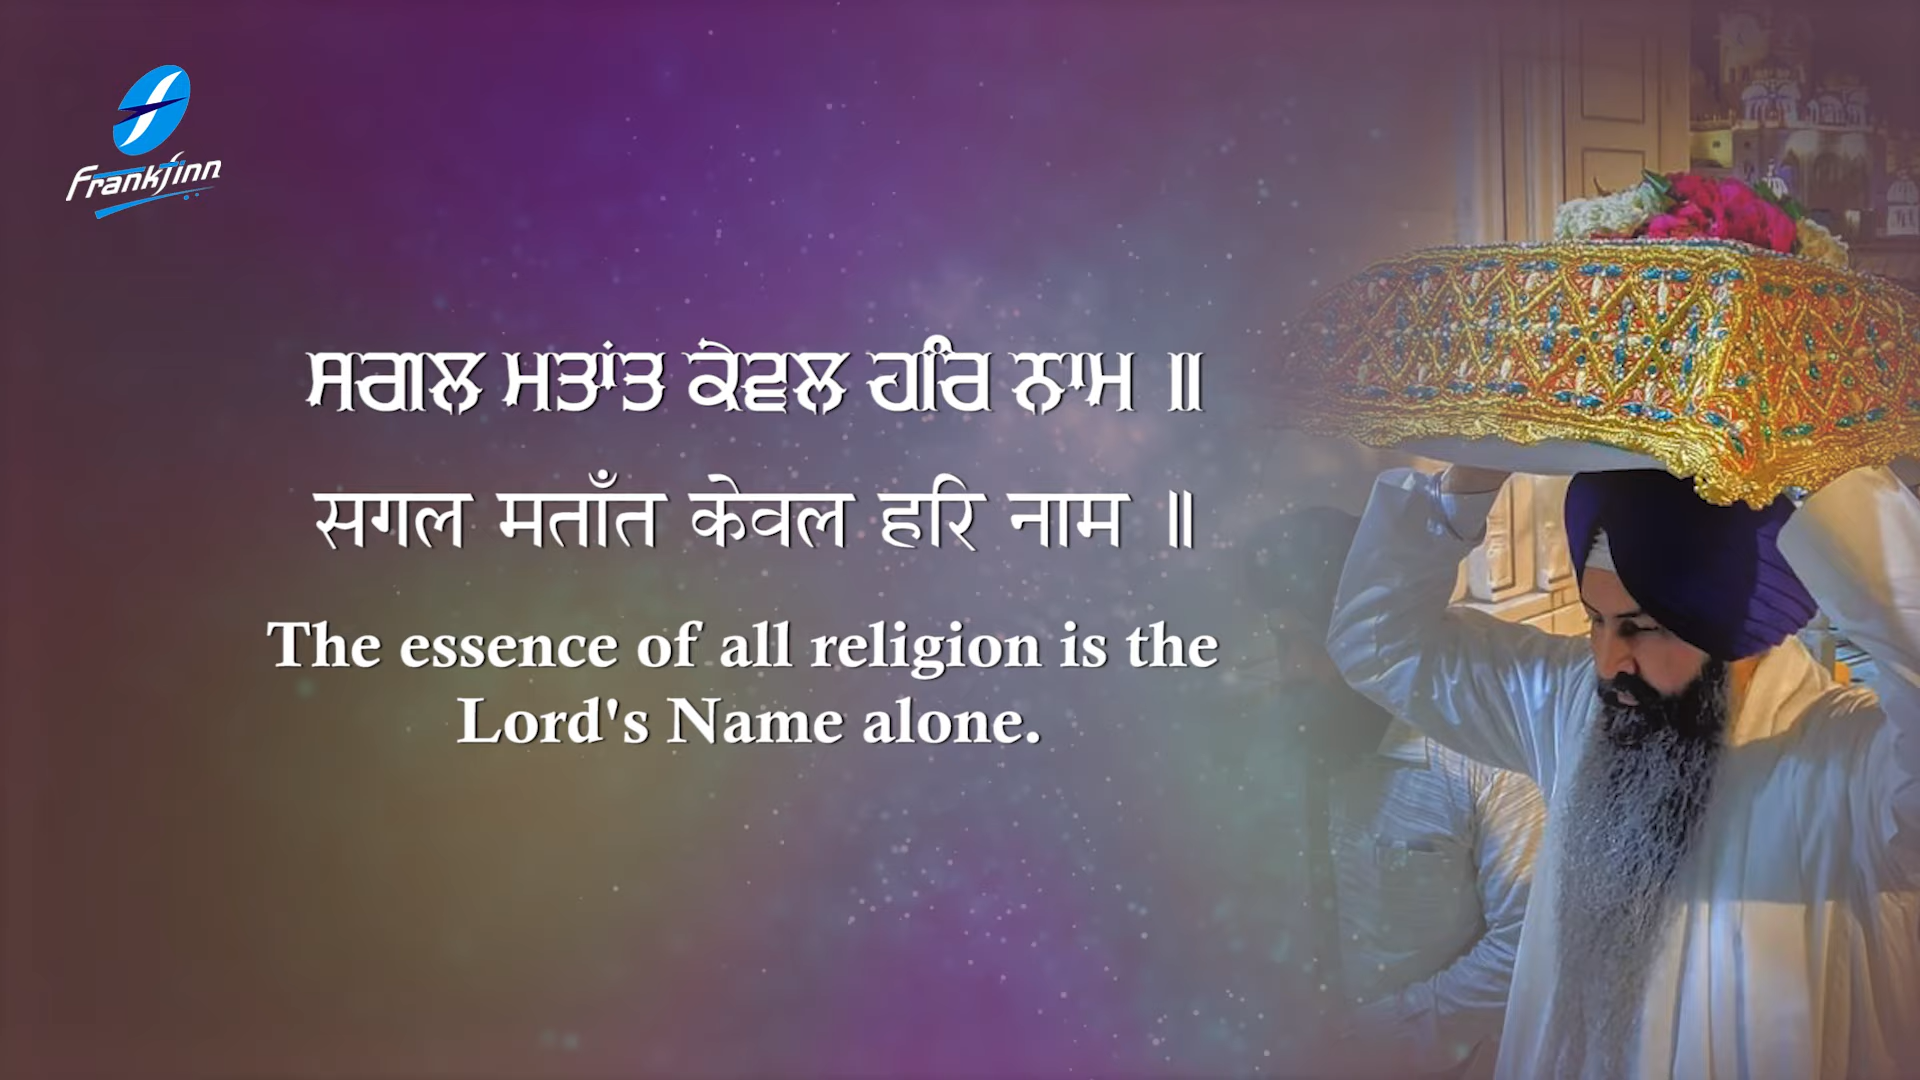 Frankfinn
ਸਗਲ ਮਤਾਂਤ ਕੇਵਲ ਹਰਿ ਨਾਮ ॥
सगल मताँत केवल हरि नाम ॥
The essence of all religion is the
Lord's Name alone.